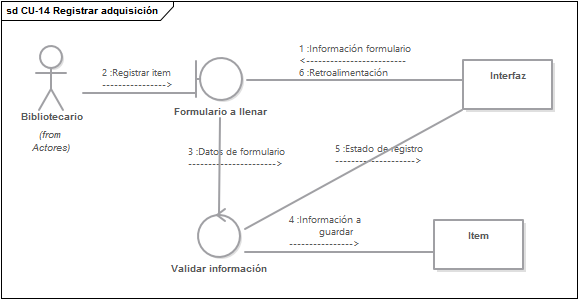 sd CU-14 Registrar adquisición
1 :Información formulario
<--------------------------
6 :Retroalimentación
2 :Registrar item
---------------->
Interfaz
Bibliotecario
(from
Actores)
Formulario a llenar
3 :Datos de formulario
---------------------->
5 :Estado de registro
-------------------->
4 :Información a
guardar
---------------->
Item
Validar información